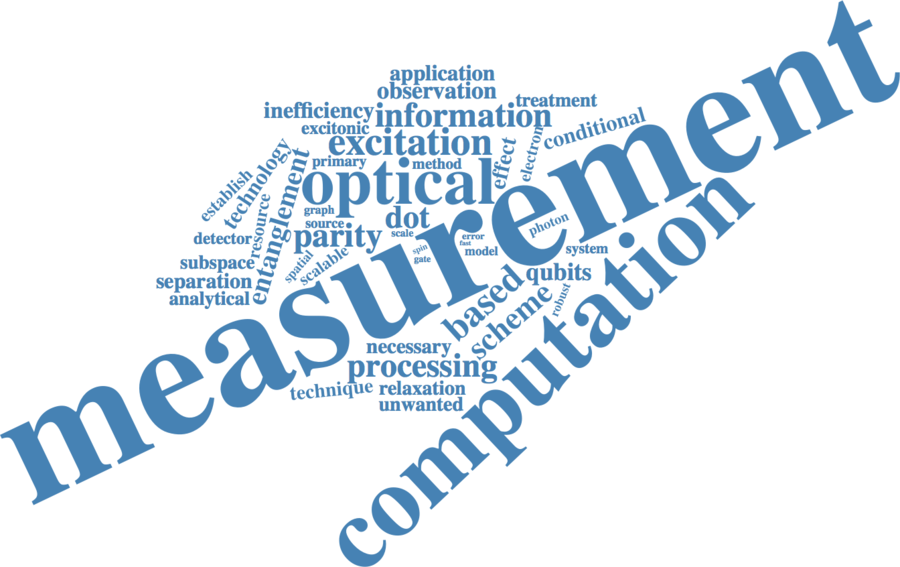 application
observation
inefficiency
information
treatment
excitonic
excitation
conditional
electron
effect
primary
method
technology
establish
entanglement
optical
resource
graph
source
dot
measurement
detector
parity
scale
error
fast
photon
spin
gate
model
system
subspace
spatial
scalable
separation
analytical
based
qubits
scheme
robust
necessary
processing
technique
relaxation
unwanted
computation